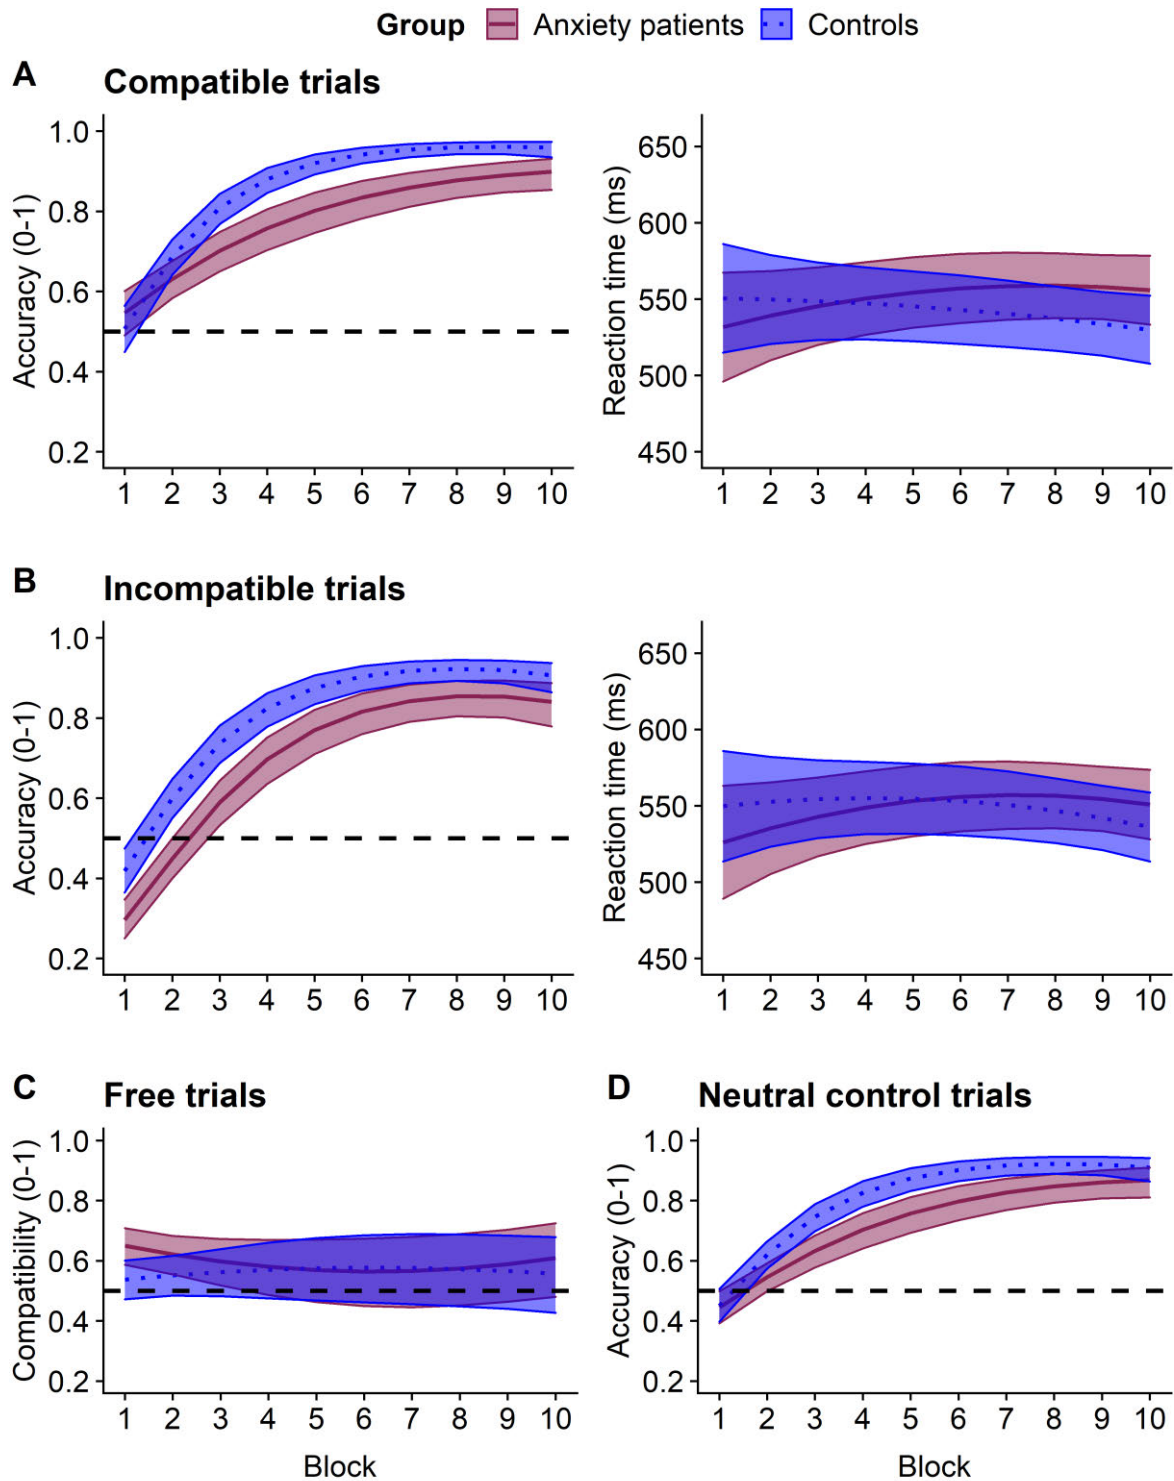 Group Anxiety patients Controls
A Compatible trials
Accuracy (0-1)
1.0
0.8
0.6
0.4
0.2
1 2 3 4 5 6 7 8 9 10
Reaction time (ms)
650
600
550
500
450
1 2 3 4 5 6 7 8 9 10
B Incompatible trials
Accuracy (0-1)
1.0
0.8
0.6
0.4
0.2
1 2 3 4 5 6 7 8 9 10
Reaction time (ms)
650
600
550
500
450
1 2 3 4 5 6 7 8 9 10
C Free trials
Compatibility (0-1)
1.0
0.8
0.6
0.4
0.2
1 2 3 4 5 6 7 8 9 10
Block
D Neutral control trials
Accuracy (0-1)
1.0
0.8
0.6
0.4
0.2
1 2 3 4 5 6 7 8 9 10
Block